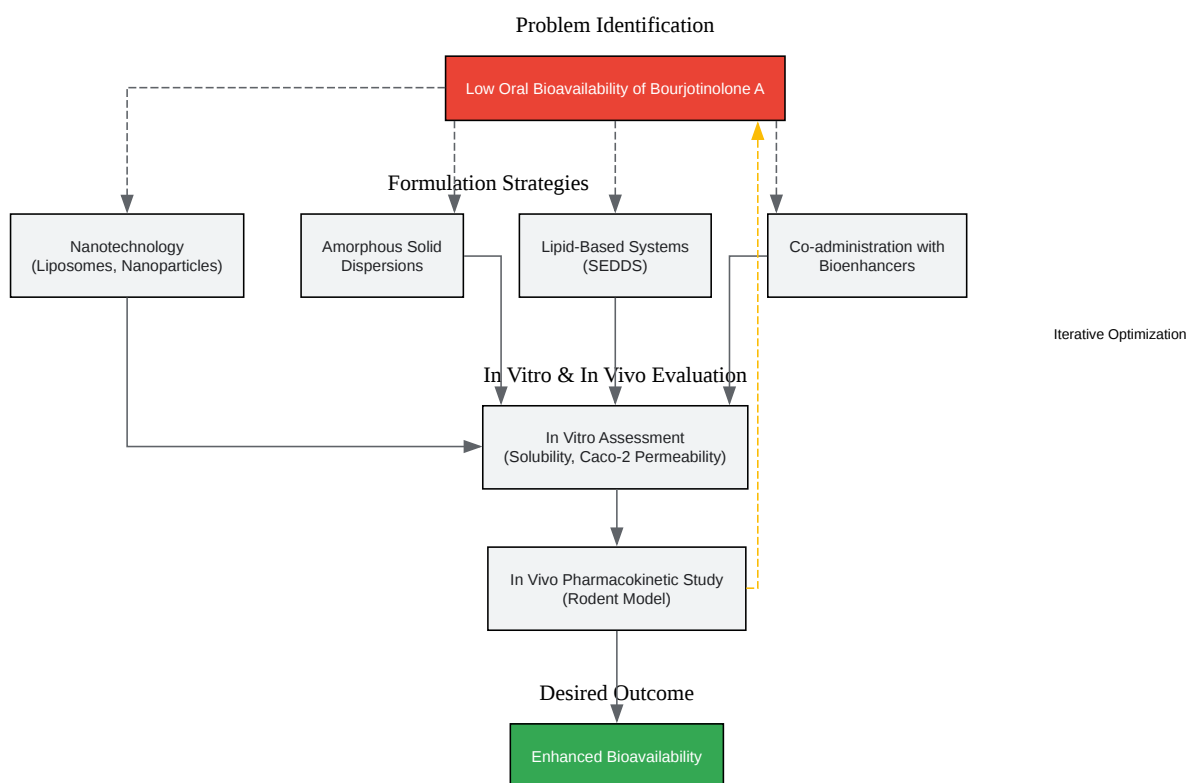 Problem Identification
Low Oral Bioavailability of Bourjotinolone A
Formulation Strategies
Nanotechnology
(Liposomes, Nanoparticles)
Amorphous Solid
Dispersions
Lipid-Based Systems
(SEDDS)
Co-administration with
Bioenhancers
Iterative Optimization
In Vitro & In Vivo Evaluation
In Vitro Assessment
(Solubility, Caco-2 Permeability)
In Vivo Pharmacokinetic Study
(Rodent Model)
Desired Outcome
Enhanced Bioavailability